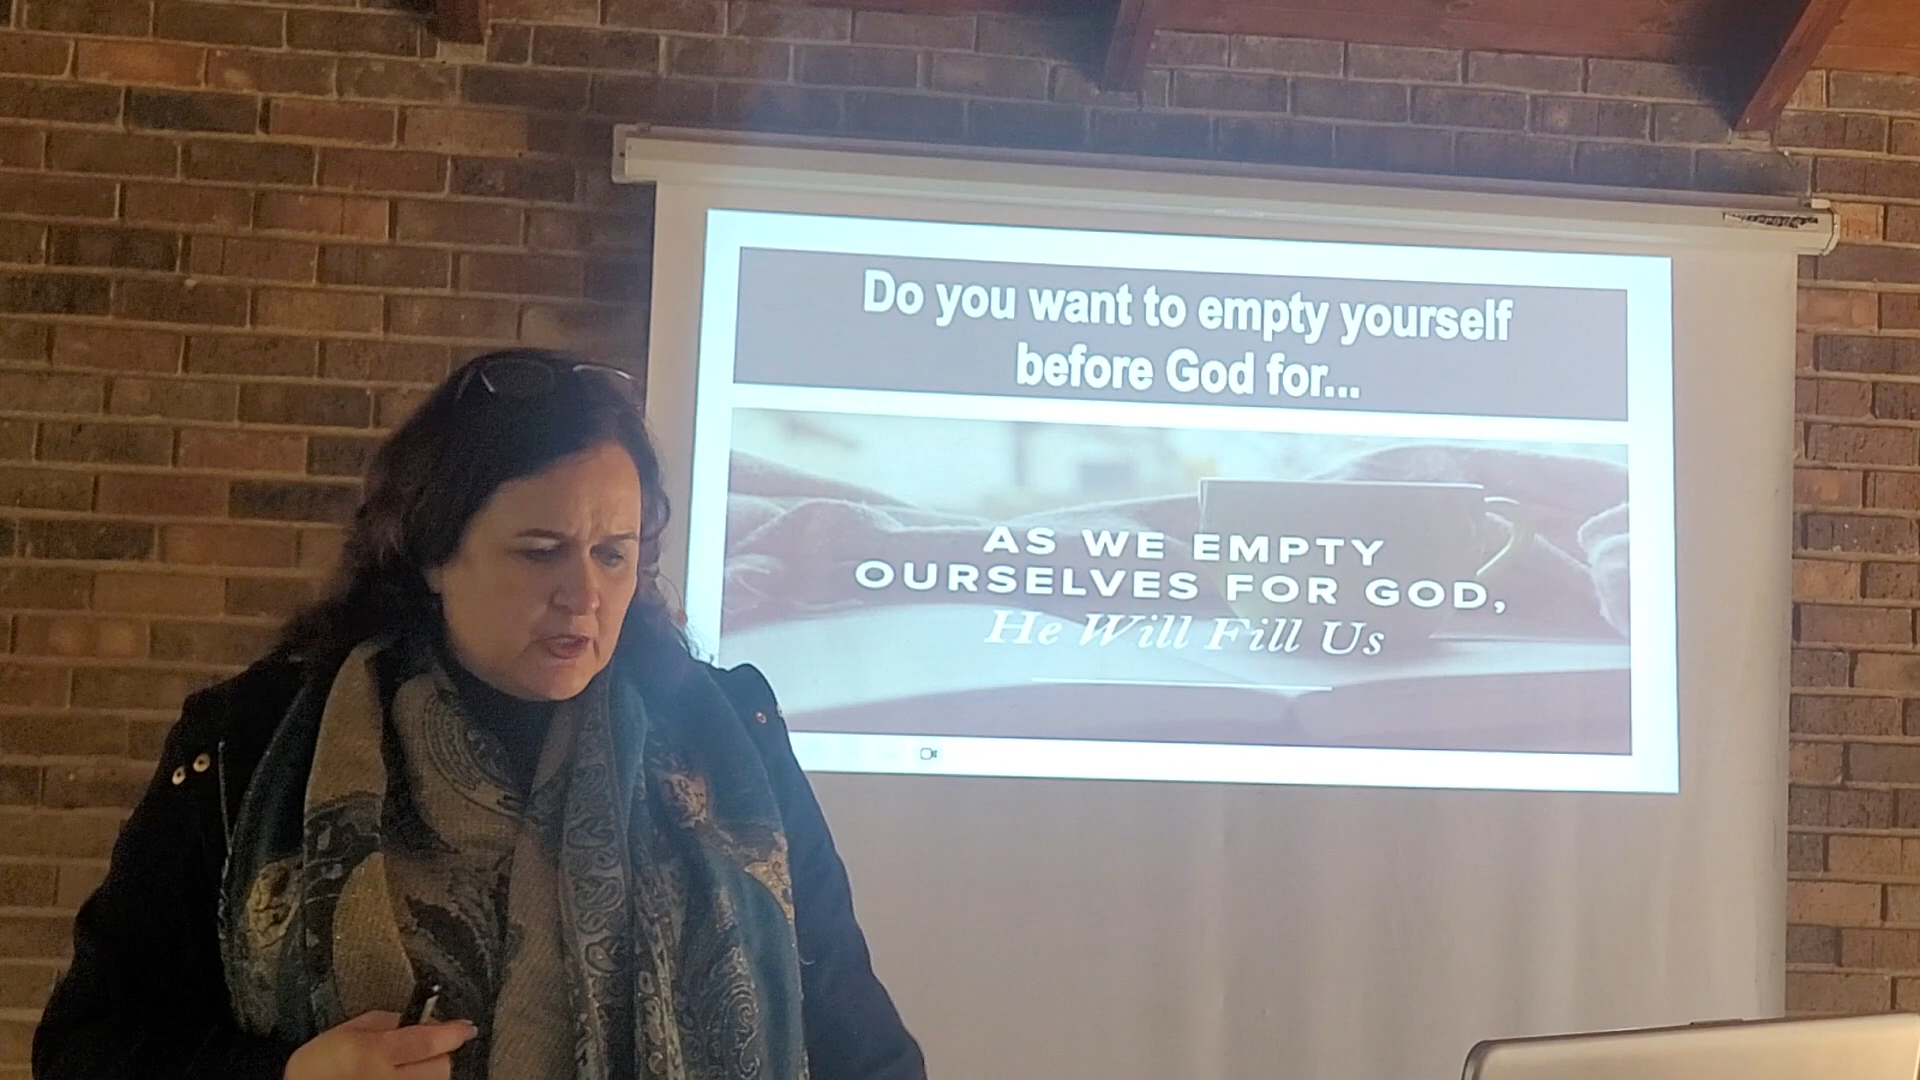 Do you want to empty yourself
before God for...
AS WE EMPTY
OURSELVES FOR GOD,
He Will Fill Us